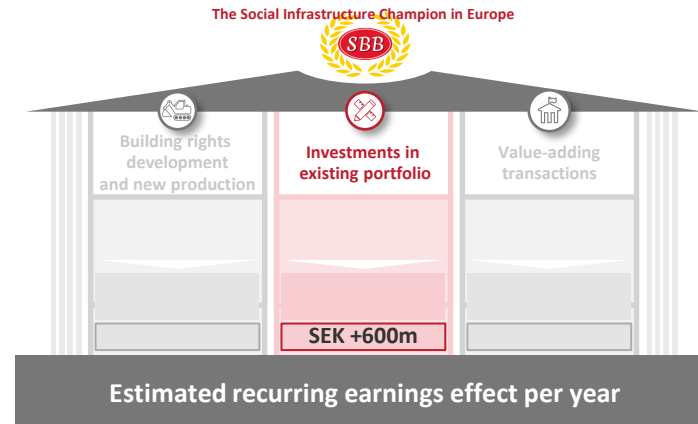 The Social Infrastructure Champion in Europe
SBB
Building rights
development
and new production
Investments in
existing portfolio
Value-adding
transactions
SEK +600m
Estimated recurring earnings effect per year